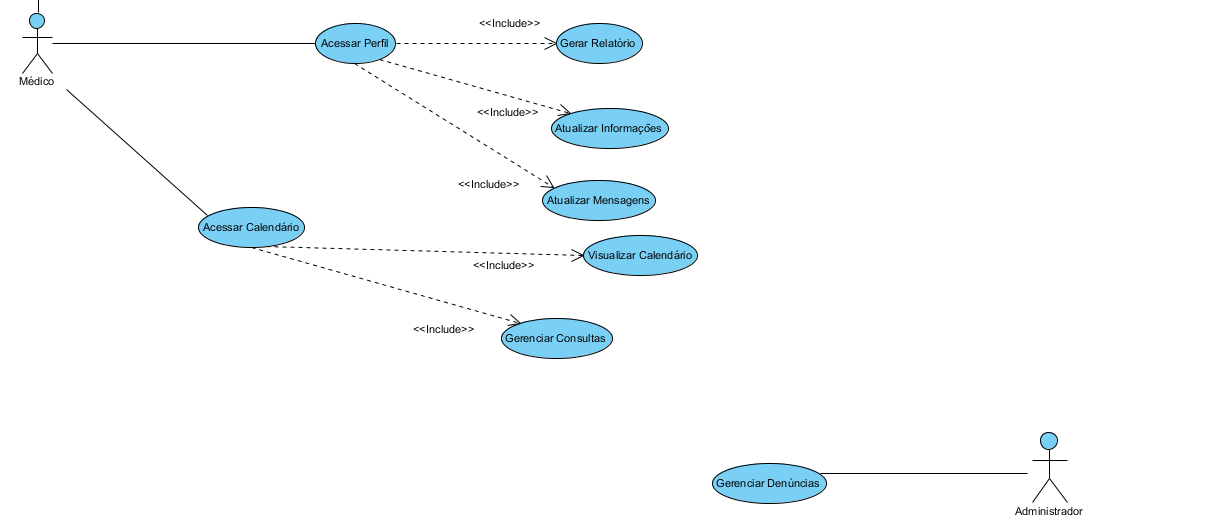 <<Include>>
Acessar Perfil
Gerar Relatório
Médico
<<Include>>
Atualizar Informações
<<Include>>
Atualizar Mensagens
Acessar Calendário
Visualizar Calendário
<<Include>>
<<Include>>
Gerenciar Consultas
Gerenciar Denúncias
Administrador